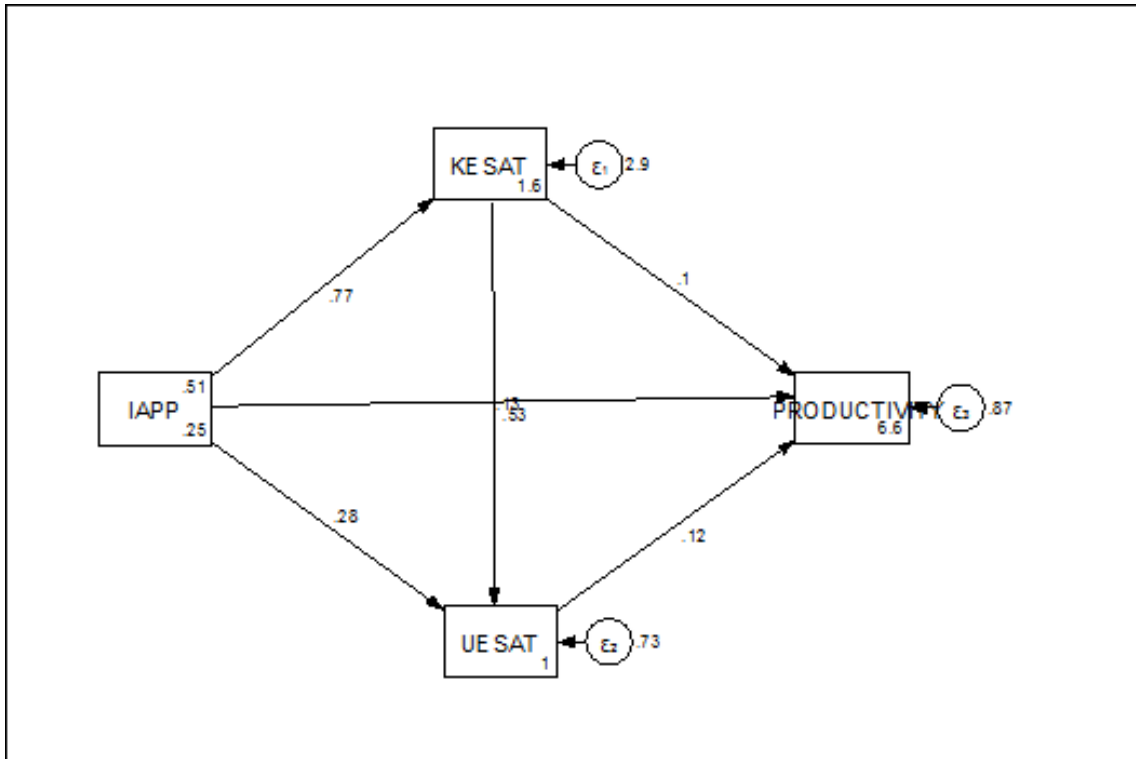 KE SAT
1.6
ε₁
2.9
.77
.1
.51
IAPP
.25
.53
PRODUCTIVITY
6.6
.87
.28
.12
UE SAT
1
ε₂
.73